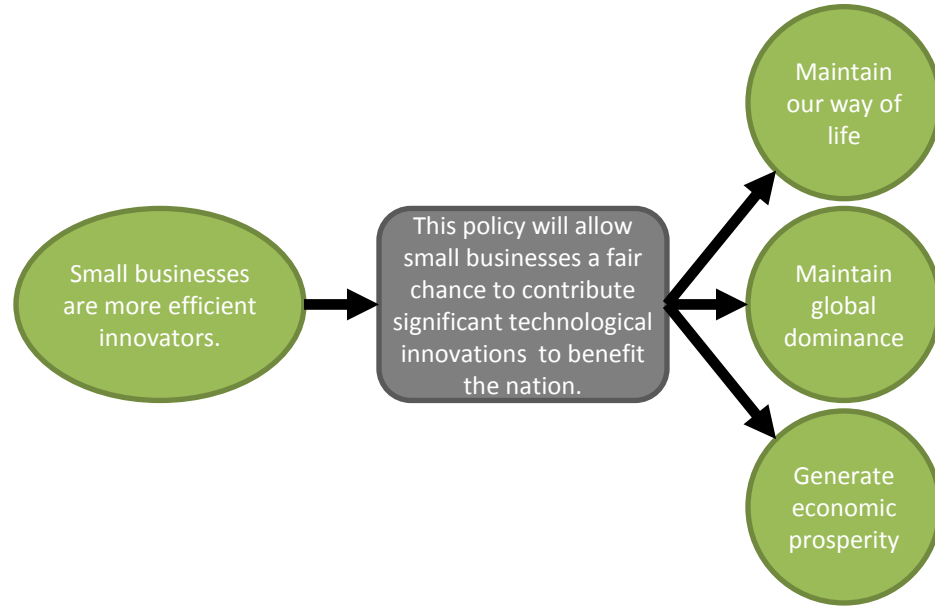 Small businesses
are more efficient
innovators.
This policy will allow
small businesses a fair
chance to contribute
significant technological
innovations  to benefit
the nation.
Maintain
our way of
life
Maintain
global
dominance
Generate
economic
prosperity